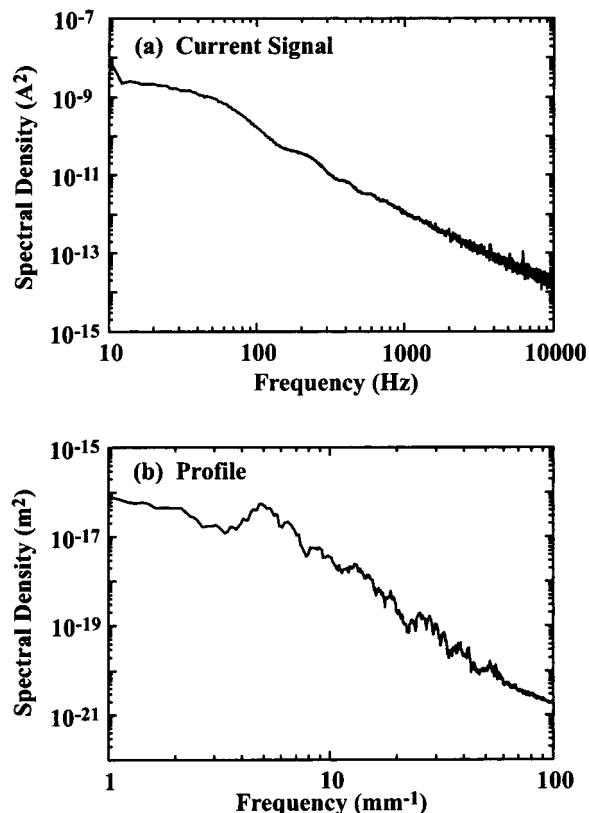 10-7
(a) Current Signal
10-9
10-11
10-13
10-15
Spectral Density (A2)
10 100 1000 10000
Frequency (Hz)
10-15
(b) Profile
10-17
10-19
10-21
Spectral Density (m2)
1 10 100
Frequency (mm-1)